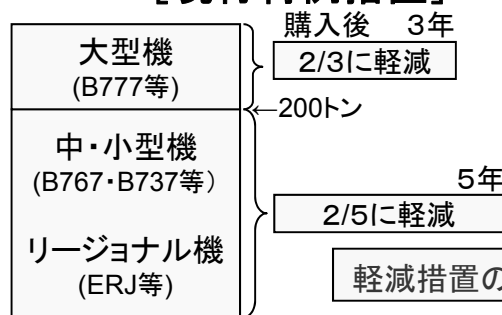 購入後 3年
大型機
(B777等)
2/3に軽減
←200トン
中・小型機
(B767・B737等）
5年
2/5に軽減
リージョナル機
(ERJ等)
軽減措置の